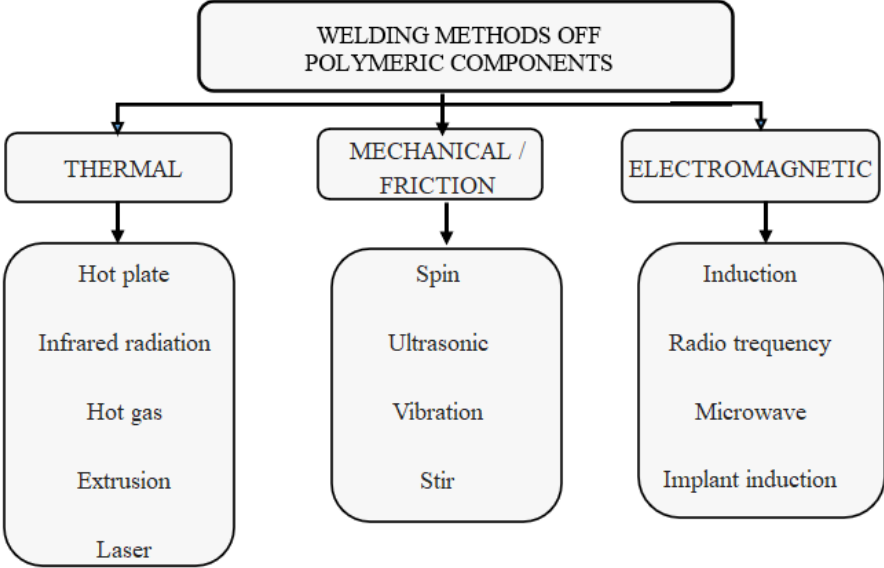 WELDING METHODS OFF
POLYMERIC COMPONENTS
THERMAL
MECHANICAL /
FRICTION
ELECTROMAGNETIC
Hot plate
Infrared radiation
Hot gas
Extrusion
Laser
Spin
Ultrasonic
Vibration
Stir
Induction
Radio trequency
Microwave
Implant induction